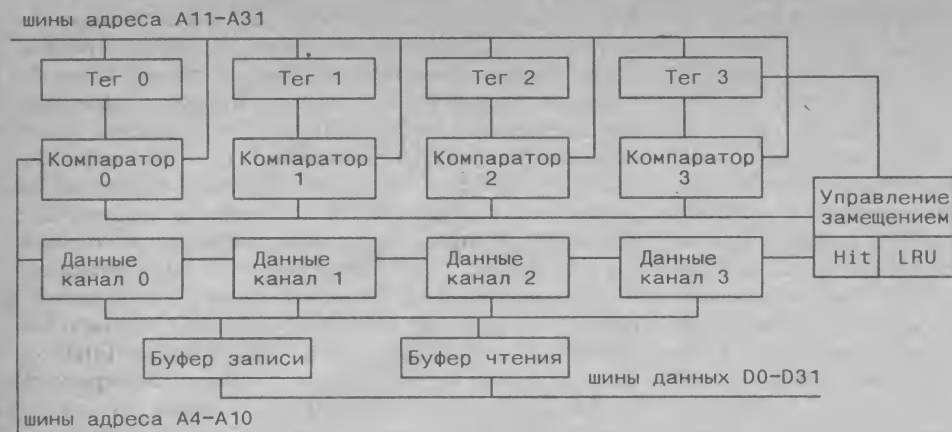 шины адреса A11-A31
Тег 0
Тег 1
Тег 2
Тег 3
Компаратор
0
Компаратор
1
Компаратор
2
Компаратор
3
Управление
замещением
Hit
LRU
Данные
канал 0
Данные
канал 1
Данные
канал 2
Данные
канал 3
Буфер записи
Буфер чтения
шины данных D0-D31
шины адреса A4-A10